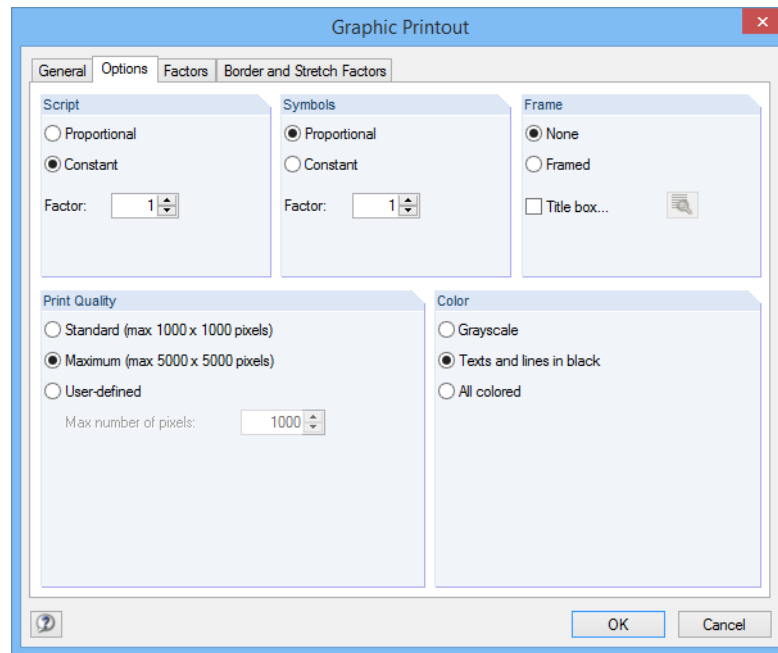 Graphic Printout
General Options Factors Border and Stretch Factors
Script
Proportional
Constant
Factor: 1
Symbols
Proportional
Constant
Factor: 1
Frame
None
Framed
Title box...
Print Quality
Standard (max 1000 x 1000 pixels)
Maximum (max 5000 x 5000 pixels)
User-defined
Max number of pixels: 1000
Color
Grayscale
Texts and lines in black
All colored
OK Cancel